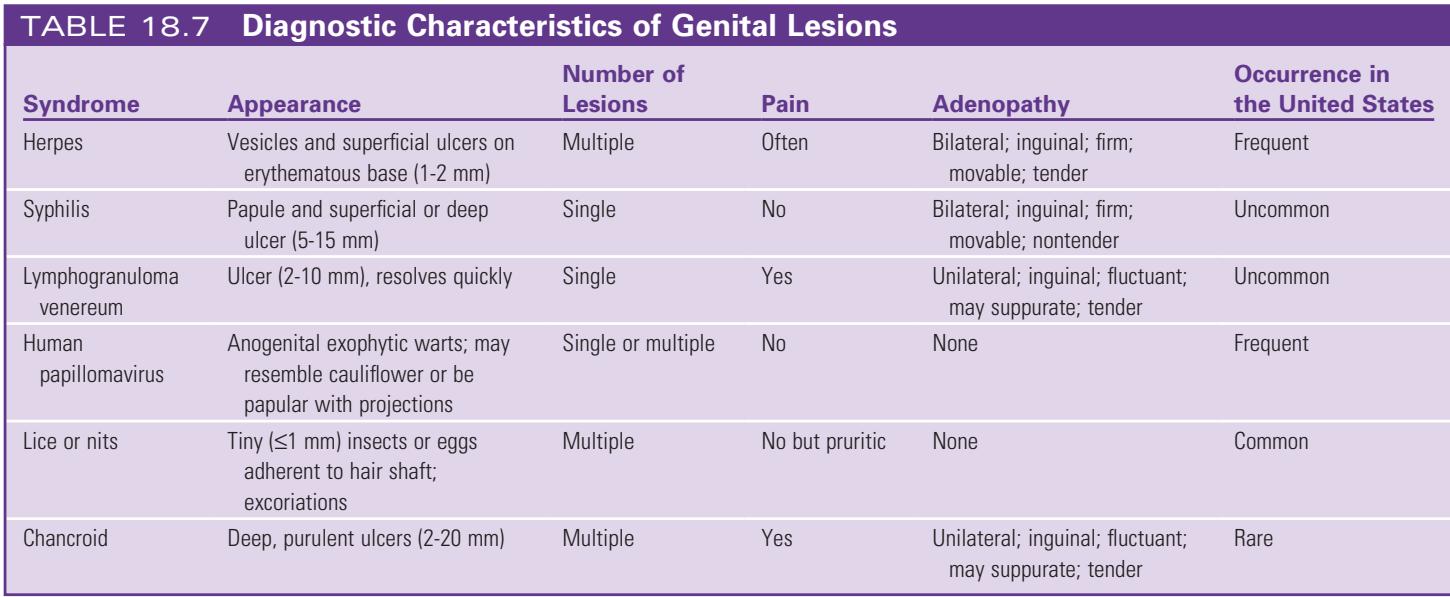 TABLE 18.7 Diagnostic Characteristics of Genital Lesions
Syndrome Appearance Number of Lesions Pain Adenopathy Occurrence in the United States
Herpes Vesicles and superficial ulcers on erythematous base (1-2 mm) Multiple Often Bilateral; inguinal; firm; movable; tender Frequent
Syphilis Papule and superficial or deep ulcer (5-15 mm) Single No Bilateral; inguinal; firm; movable; nontender Uncommon
Lymphogranuloma venereum Ulcer (2-10 mm), resolves quickly Single Yes Unilateral; inguinal; fluctuant; may suppurate; tender Uncommon
Human papillomavirus Anogenital exophytic warts; may resemble cauliflower or be papular with projections Single or multiple No None Frequent
Lice or nits Tiny (≤1 mm) insects or eggs adherent to hair shaft; excoriations Multiple No but pruritic None Common
Chancroid Deep, purulent ulcers (2-20 mm) Multiple Yes Unilateral; inguinal; fluctuant; may suppurate; tender Rare